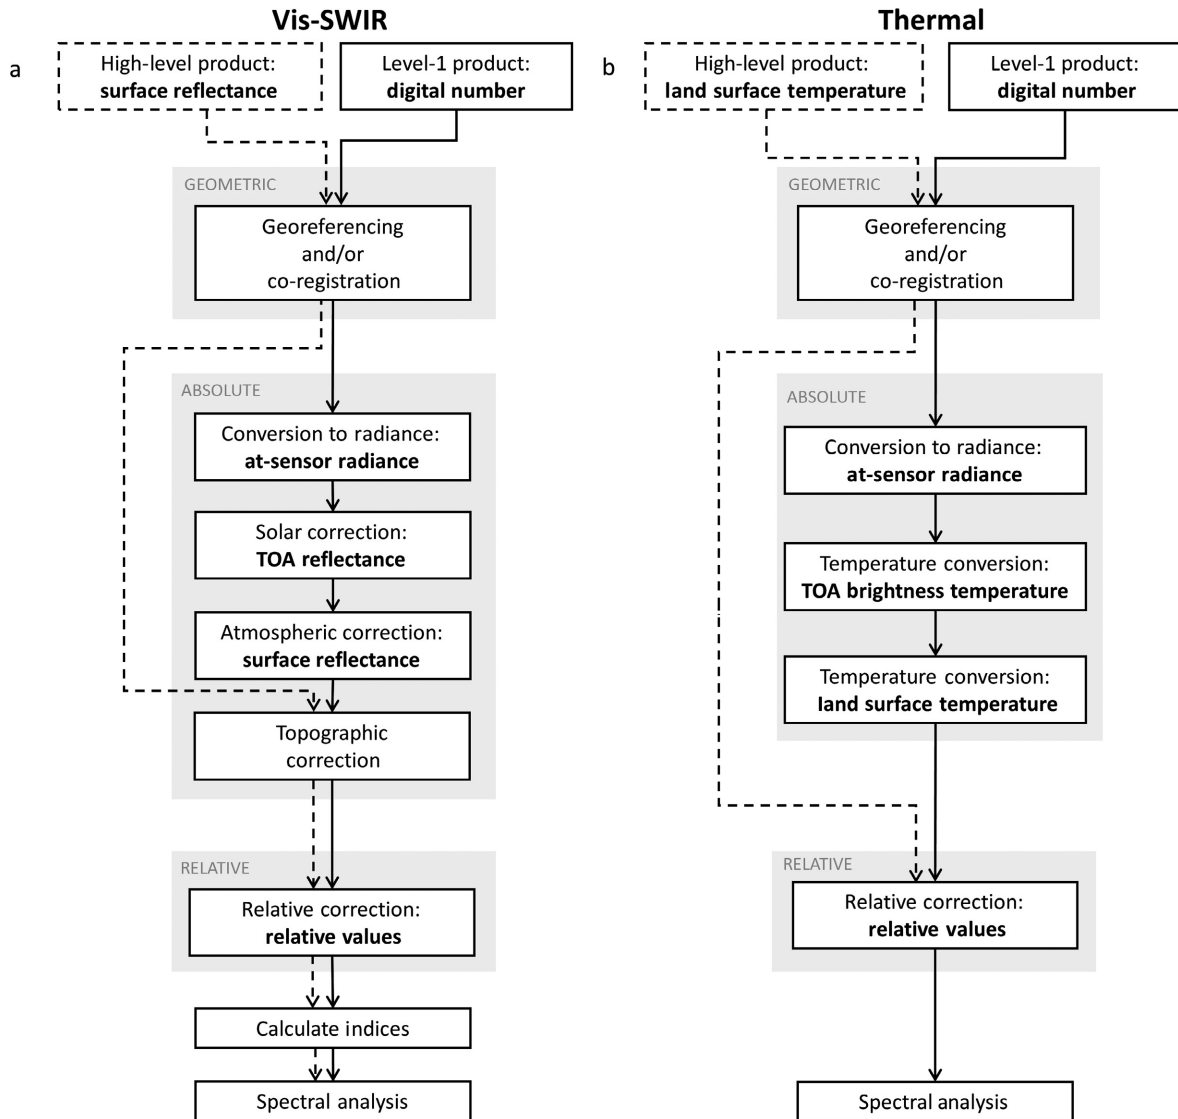 Vis-SWIR
a
High-level product:
surface reflectance
Level-1 product:
digital number
GEOMETRIC
Georeferencing
and/or
co-registration
ABSOLUTE
Conversion to radiance:
at-sensor radiance
Solar correction:
TOA reflectance
Atmospheric correction:
surface reflectance
Topographic
correction
RELATIVE
Relative correction:
relative values
Calculate indices
Spectral analysis
Thermal
b
High-level product:
land surface temperature
Level-1 product:
digital number
GEOMETRIC
Georeferencing
and/or
co-registration
ABSOLUTE
Conversion to radiance:
at-sensor radiance
Temperature conversion:
TOA brightness temperature
Temperature conversion:
land surface temperature
RELATIVE
Relative correction:
relative values
Spectral analysis